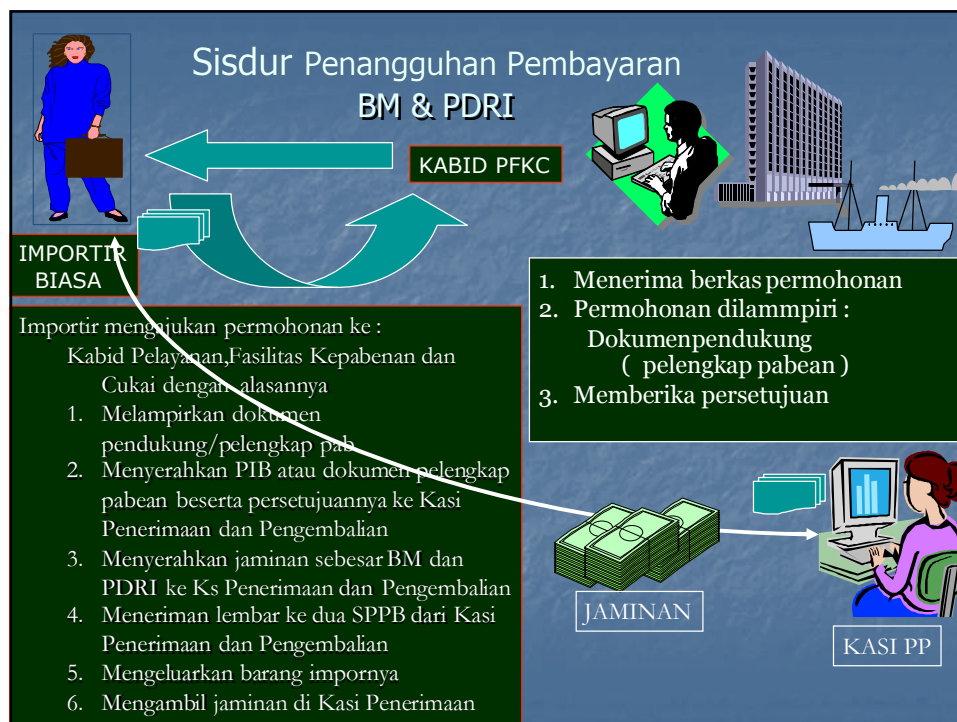 Sisdur Penangguhan Pembayaran
BM & PDRI
KABID PFKC
IMPORTIR
BIASA
Importir mengajukan permohonan ke :
Kabid Pelayanan,Fasilitas Kepabenan dan
Cukai dengan alasannya
1. Melampirkan dokumen
pendukung/pelengkap pab
2. Menyerahkan PIB atau dokumen pelengkap
pabean beserta persetujuannya ke Kasi
Penerimaan dan Pengembalian
3. Menyerahkan jaminan sebesar BM dan
PDRI ke Ks Penerimaan dan Pengembalian
4. Meneriman lembar ke dua SPPB dari Kasi
Penerimaan dan Pengembalian
5. Mengeluarkan barang impornya
6. Mengambil jaminan di Kasi Penerimaan
1. Menerima berkas permohonan
2. Permohonan dilammpiri :
Dokumenpendukung
( pelengkap pabean )
3. Memberika persetujuan
JAMINAN
KASI PP